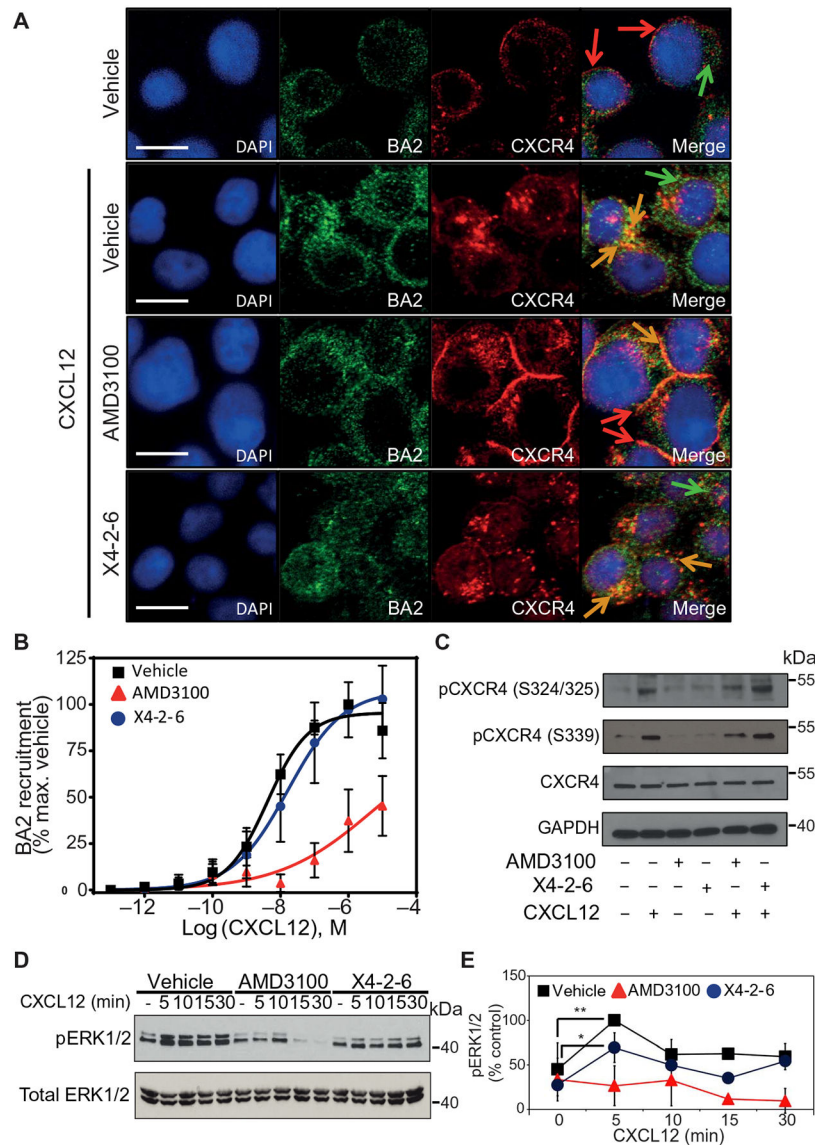 A
Vehicle
DAPI
BA2
CXCR4
Merge
CXCL12
Vehicle
DAPI
BA2
CXCR4
Merge
AMD3100
DAPI
BA2
CXCR4
Merge
X4-2-6
DAPI
BA2
CXCR4
Merge
B
BA2 recruitment
(% max. vehicle)
125
100
75
50
25
0
Vehicle
AMD3100
X4-2-6
−12 −10 −8 −6 −4
Log (CXCL12), M
C
kDa
pCXCR4 (S324/325)
55
pCXCR4 (S339)
CXCR4
55
GAPDH
40
AMD3100 – – + – + –
X4-2-6 – – – + – +
CXCL12 – + – – + +
D
Vehicle AMD3100 X4-2-6
CXCL12 (min) - 5 10 15 30 - 5 10 15 30 - 5 10 15 30 kDa
pERK1/2
40
Total ERK1/2
40
E
Vehicle AMD3100 X4-2-6
pERK1/2
(% control)
150
100
50
0
**
*
0 5 10 15 30
CXCL12 (min)